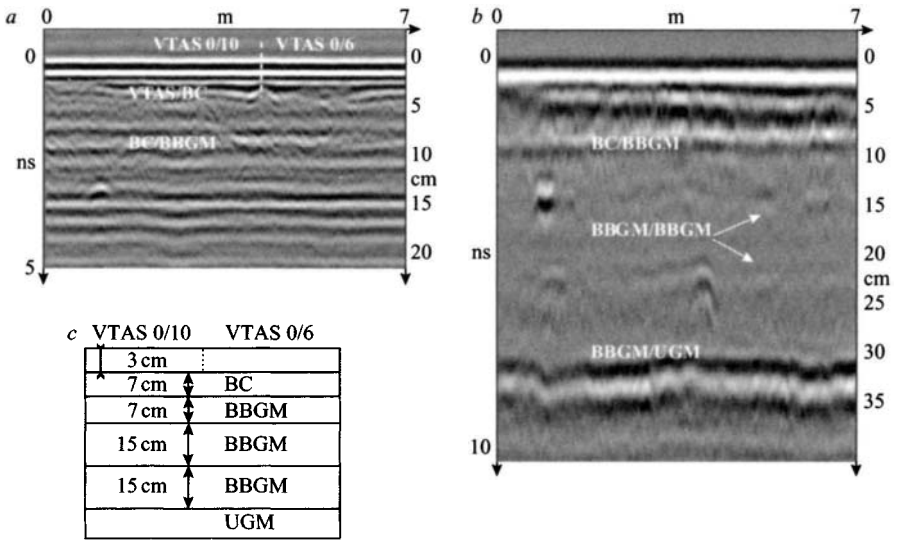 a 0 m 7
VTAS 0/10 VTAS 0/6
0 0
VTAS/BC
5
BC/BBGM
ns 10
cm
15
20
5
b 0 m 7
0 0
5
BC/BBGM
10
15
BBGM/BBGM
ns 20
cm
25
BBGM/UGM
30
35
10
c VTAS 0/10 VTAS 0/6
3 cm
7 cm BC
7 cm BBGM
15 cm BBGM
15 cm BBGM
UGM